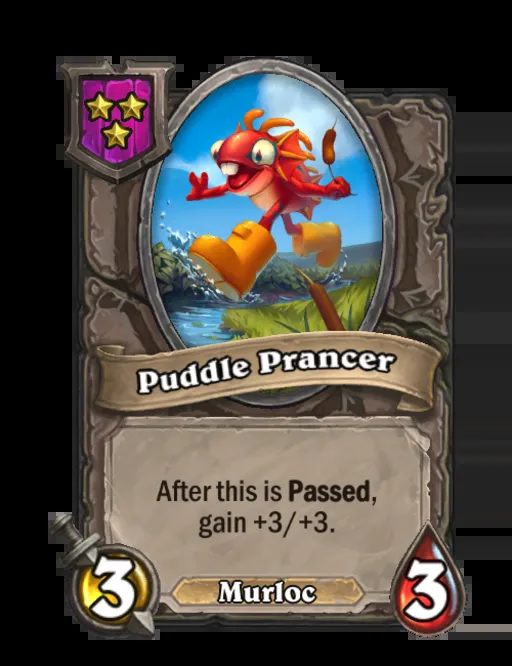 Puddle Prancer
After this is Passed,
gain +3/+3.
3
Murloc
3